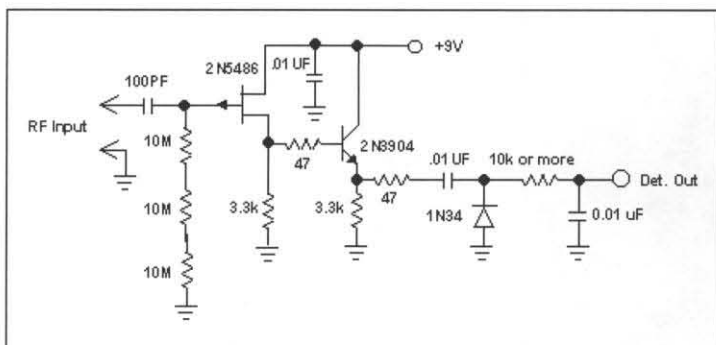 +9V
2N5486
.01 UF
100PF
RF Input
10M
2N3904
47
.01 UF
10k or more
Det. Out
10M
3.3k
3.3k
47
1N34
0.01 uF
10M